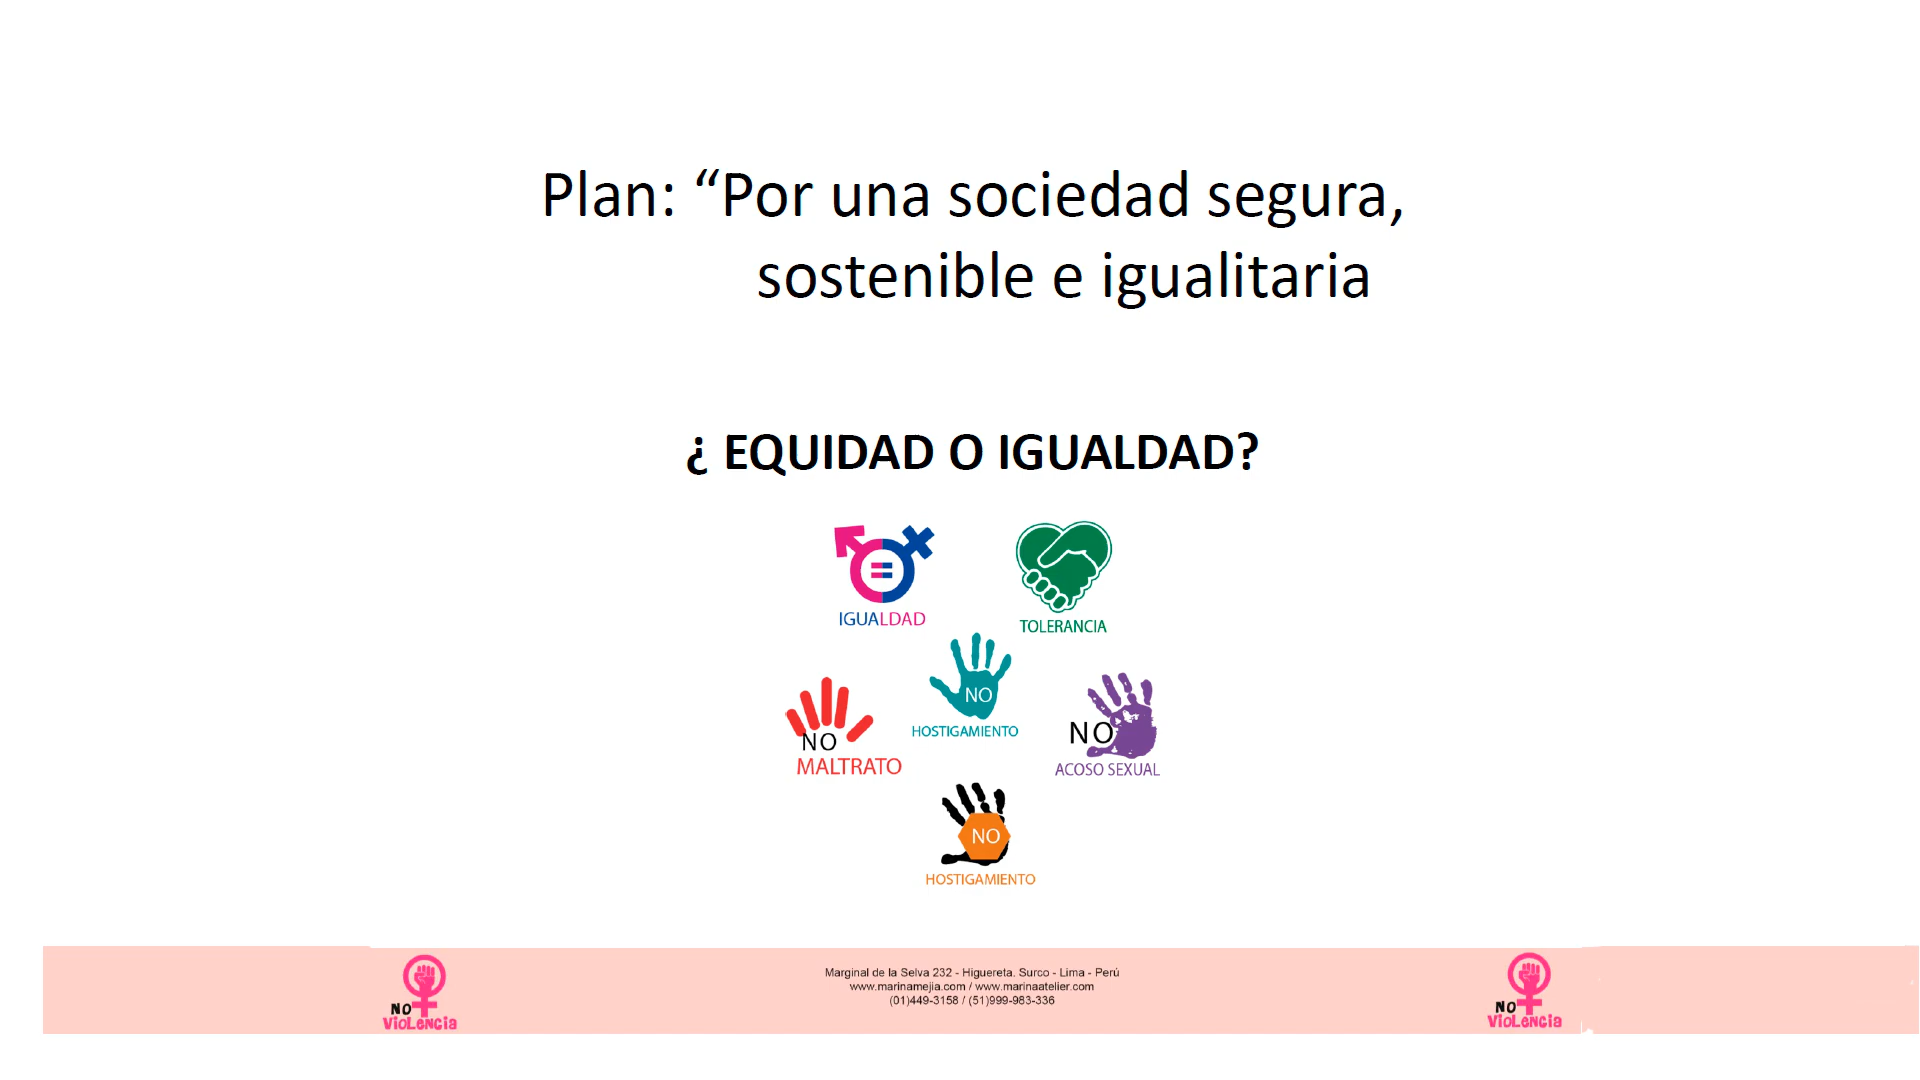 Plan: “Por una sociedad segura,
sostenible e igualitaria
¿ EQUIDAD O IGUALDAD?
IGUALDAD
TOLERANCIA
NO
HOSTIGAMIENTO
NO
MALTRATO
NO
ACOSO SEXUAL
NO
HOSTIGAMIENTO
NO
VioLeNcia
Marginal de la Selva 232 - Higuereta. Surco - Lima - Perú
www.marinamejia.com / www.marinaatelier.com
(01)449-3158 / (51)999-983-336
NO
VioLeNcia